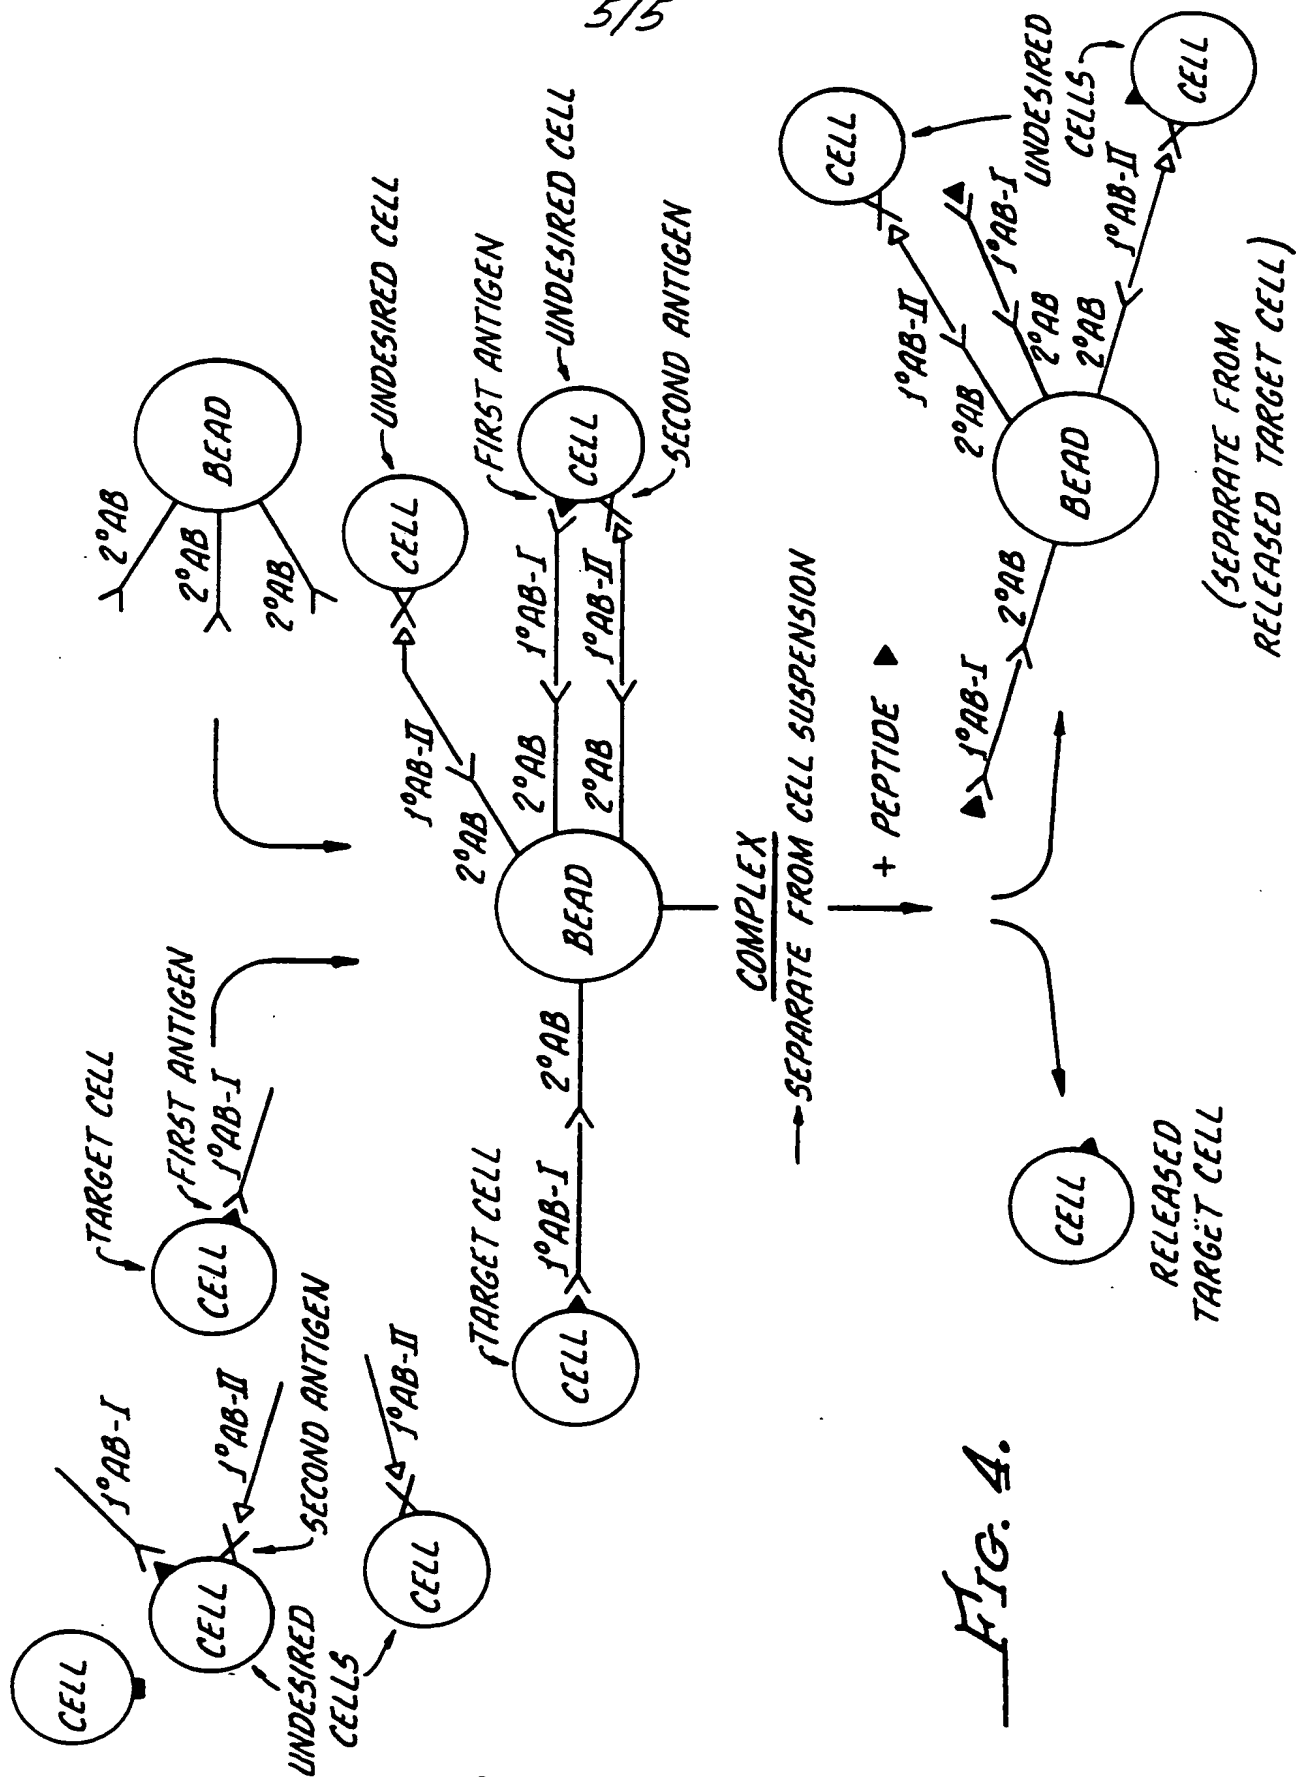 5/5
CELL
1°AB-I
CELL
1°AB-II
SECOND ANTIGEN
UNDESIRED
CELLS
CELL
1°AB-II
TARGET CELL
CELL
FIRST ANTIGEN
1°AB-I
2°AB
2°AB
2°AB
BEAD
TARGET CELL
CELL
1°AB-I
2°AB
BEAD
2°AB
1°AB-II
CELL
UNDESIRED CELL
2°AB
1°AB-I
FIRST ANTIGEN
2°AB
1°AB-II
CELL
UNDESIRED CELL
SECOND ANTIGEN
COMPLEX
SEPARATE FROM CELL SUSPENSION
+ PEPTIDE
CELL
RELEASED
TARGET CELL
1°AB-I
2°AB
BEAD
2°AB
1°AB-II
CELL
2°AB
1°AB-I
2°AB
1°AB-II
UNDESIRED
CELLS
CELL
(SEPARATE FROM
RELEASED TARGET CELL)
FIG. 4.